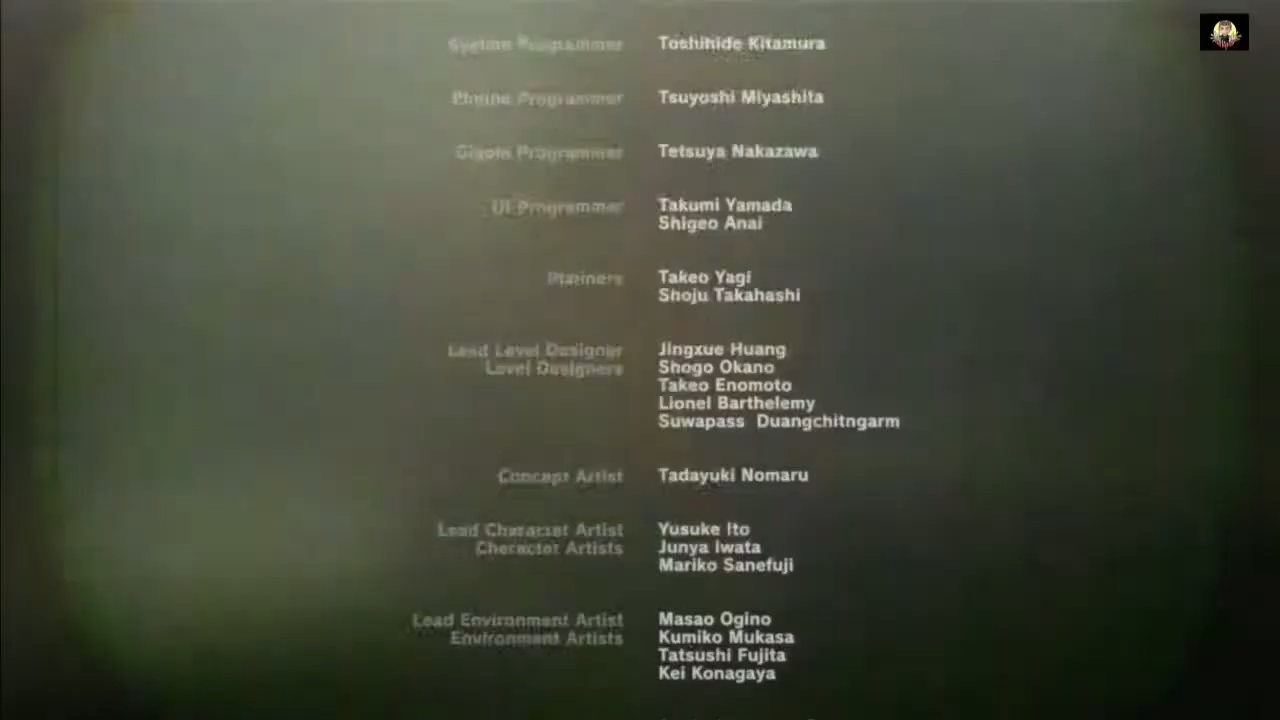 System Programmer Toshihide Kitamura
Engine Programmer Tsuyoshi Miyashita
Programmer Tetsuya Nakazawa
UI Programmer Takumi Yamada
Shigeo Anai
Planners Takeo Yagi
Shoju Takahashi
Lead Level Designer Jingxue Huang
Level Designers Shogo Okano
Takeo Enomoto
Lionel Barthelemy
Suwapass Duangchitngarm
Concept Artist Tadayuki Nomaru
Lead Character Artist Yusuke Ito
Character Artists Junya Iwata
Mariko Sanefuji
Lead Environment Artist Masao Ogino
Environment Artists Kumiko Mukasa
Tatsushi Fujita
Kei Konagaya